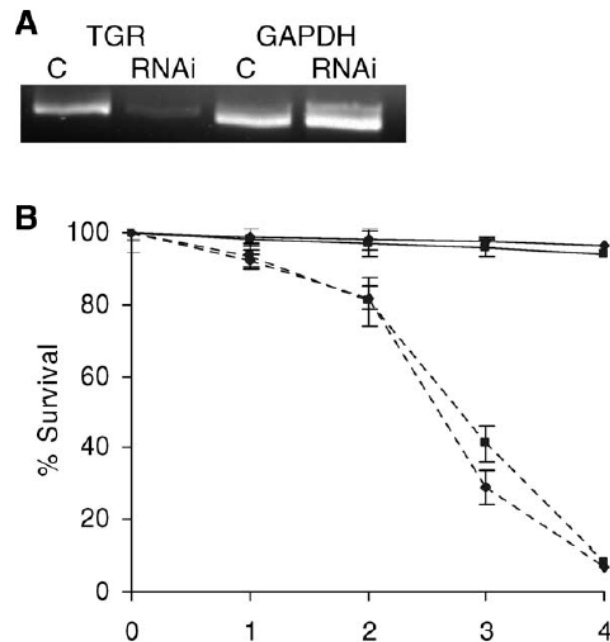 A
TGR GAPDH
C RNAi C RNAi
B
100
80
60
40
20
0
% Survival
0 1 2 3 4